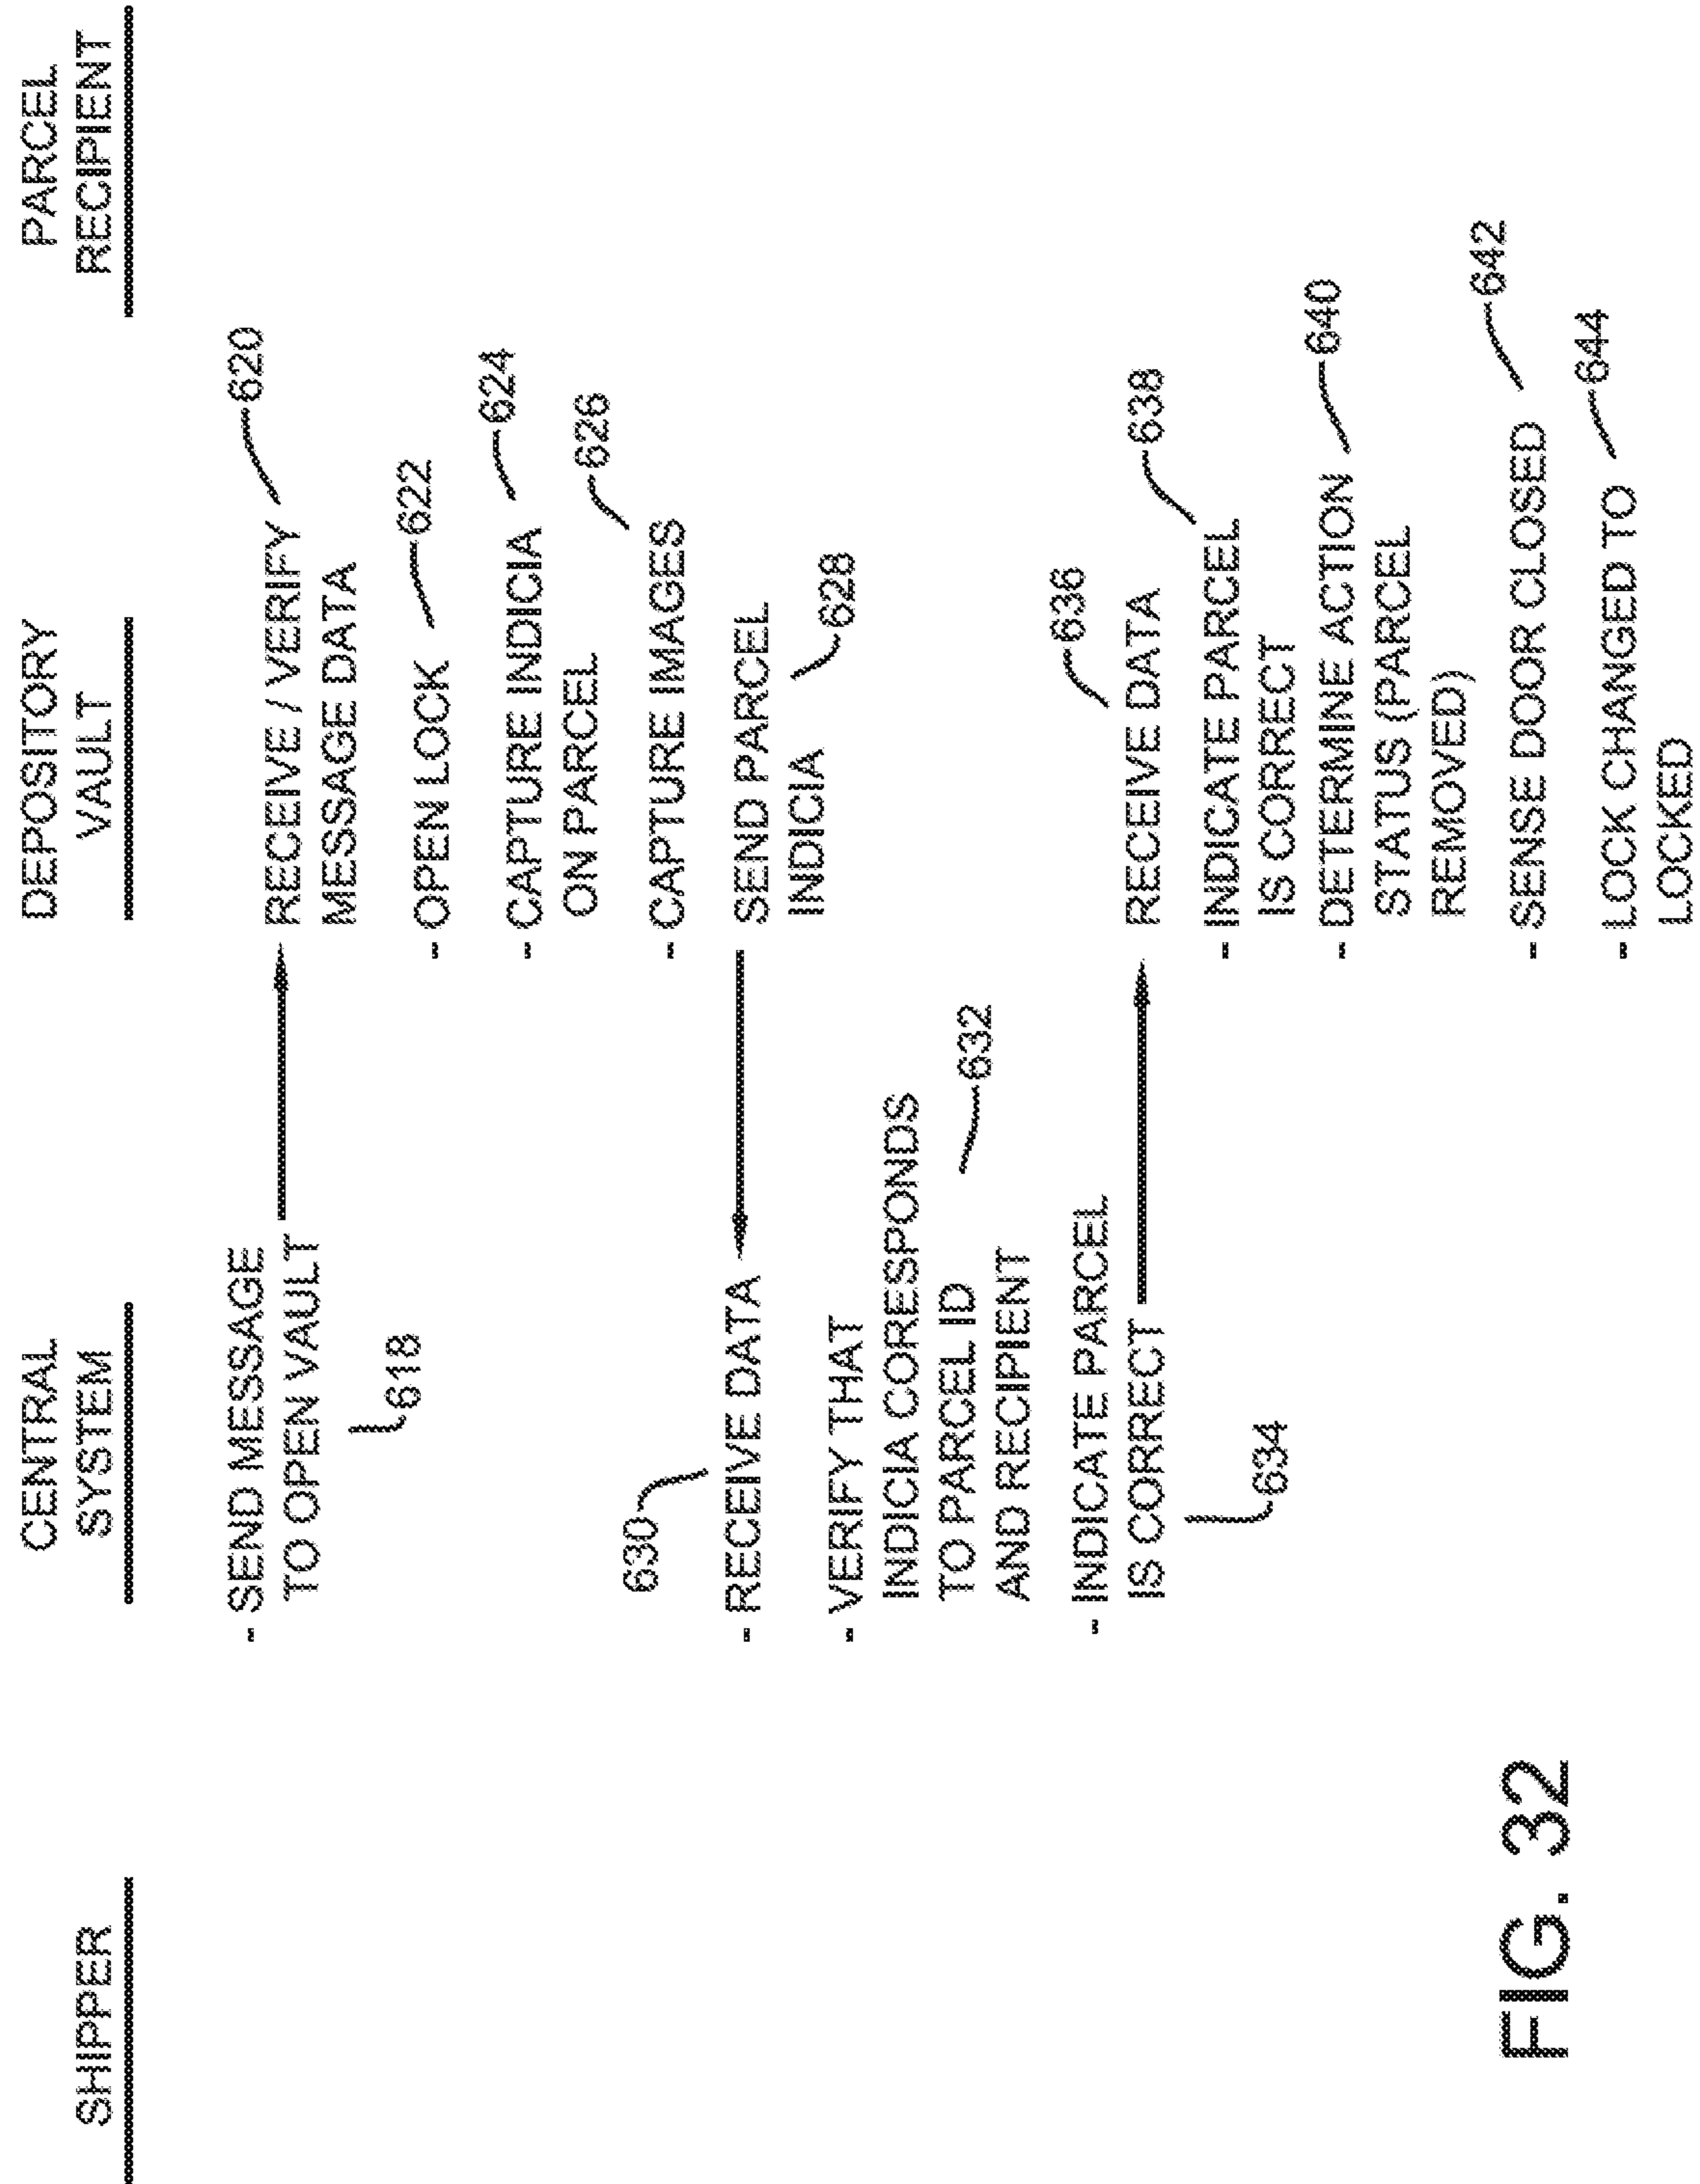 SHIPPER
CENTRAL
SYSTEM
DEPOSITORY
VAULT
PARCEL
RECIPIENT
- SEND MESSAGE
TO OPEN VAULT
618
RECEIVE / VERIFY
MESSAGE DATA
620
- OPEN LOCK
622
- CAPTURE INDICIA
ON PARCEL
624
- CAPTURE IMAGES
626
SEND PARCEL
INDICIA
628
630
- RECEIVE DATA
- VERIFY THAT
INDICIA CORESPONDS
TO PARCEL ID
AND RECIPIENT
632
- INDICATE PARCEL
IS CORRECT
634
RECEIVE DATA
636
- INDICATE PARCEL
IS CORRECT
638
- DETERMINE ACTION
STATUS (PARCEL
REMOVED)
640
- SENSE DOOR CLOSED
642
- LOCK CHANGED TO
LOCKED
644
FIG. 32